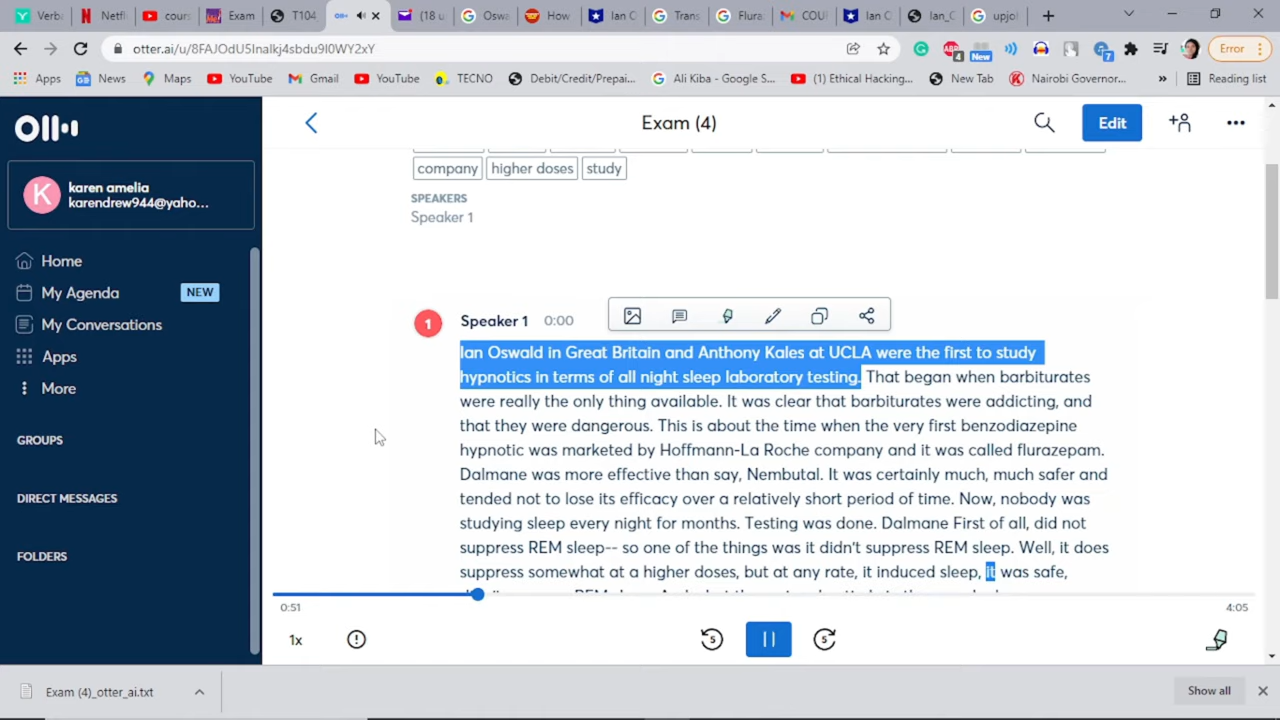 Verb
Netfl
cours
Exam
T104
(18 u
Oswa
How
Ian O
Trans
Flura
COU
Ian O
Ian_C
upjol
otter.ai/u/8FAJOdU5Inalkj4sbdu9I0WY2xY
4
New
7
Error
Apps
News
Maps
YouTube
Gmail
YouTube
TECNO
Debit/Credit/Prepai...
Ali Kiba - Google S...
(1) Ethical Hacking...
New Tab
Nairobi Governor...
»
Reading list
K
karen amelia
karendrew944@yaho...
Home
My Agenda
NEW
My Conversations
Apps
More
GROUPS
DIRECT MESSAGES
FOLDERS
Exam (4)
Edit
company
higher doses
study
SPEAKERS
Speaker 1
1
Speaker 1 0:00
Ian Oswald in Great Britain and Anthony Kales at UCLA were the first to study
hypnotics in terms of all night sleep laboratory testing. That began when barbiturates
were really the only thing available. It was clear that barbiturates were addicting, and
that they were dangerous. This is about the time when the very first benzodiazepine
hypnotic was marketed by Hoffmann-La Roche company and it was called flurazepam.
Dalmane was more effective than say, Nembutal. It was certainly much, much safer and
tended not to lose its efficacy over a relatively short period of time. Now, nobody was
studying sleep every night for months. Testing was done. Dalmane First of all, did not
suppress REM sleep-- so one of the things was it didn't suppress REM sleep. Well, it does
suppress somewhat at a higher doses, but at any rate, it induced sleep, it was safe,
0:51
4:05
1x
5
5
Exam (4)_otter_ai.txt
Show all